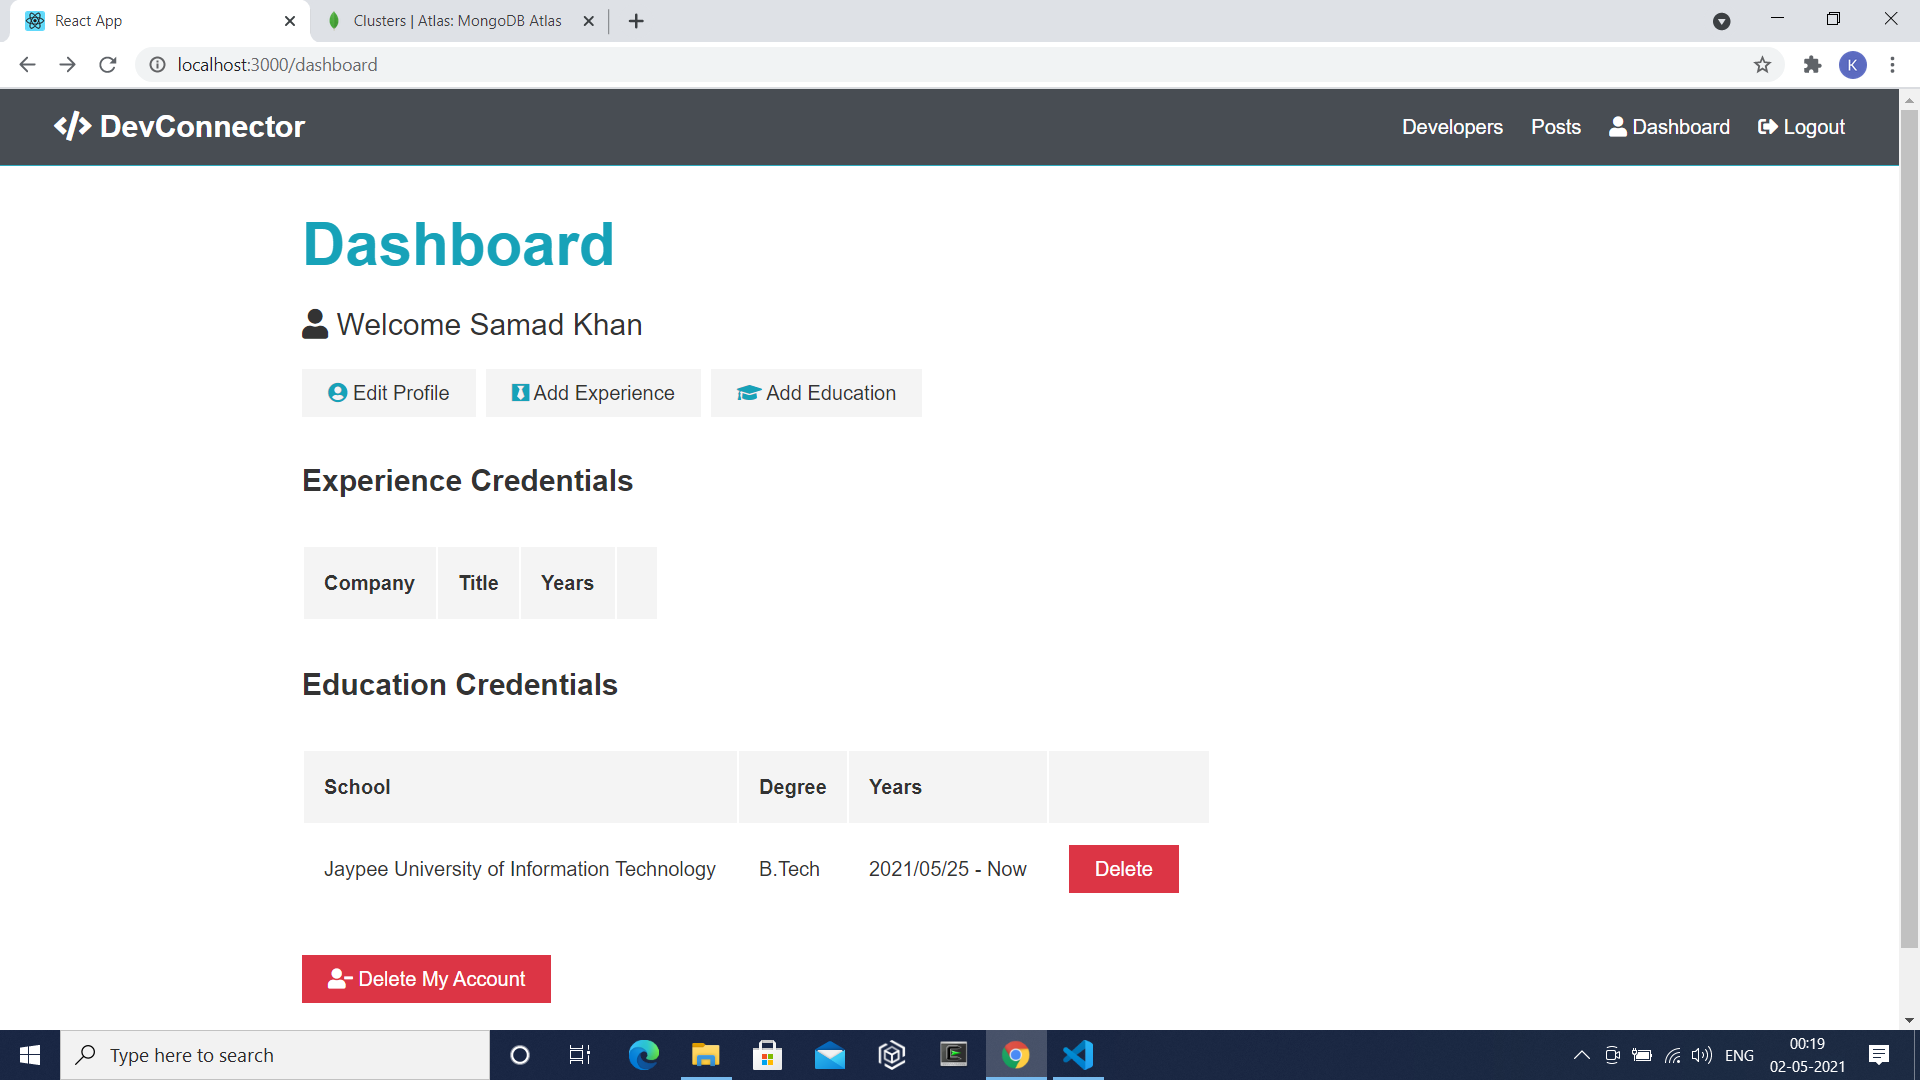 React App
Clusters | Atlas: MongoDB Atlas
localhost:3000/dashboard
K
</> DevConnector
Developers
Posts
Dashboard
Logout
Dashboard
Welcome Samad Khan
Edit Profile
Add Experience
Add Education
Experience Credentials
Company
Title
Years
Education Credentials
School
Degree
Years
Jaypee University of Information Technology
B.Tech
2021/05/25 - Now
Delete
Delete My Account
Type here to search
ENG
00:19
02-05-2021